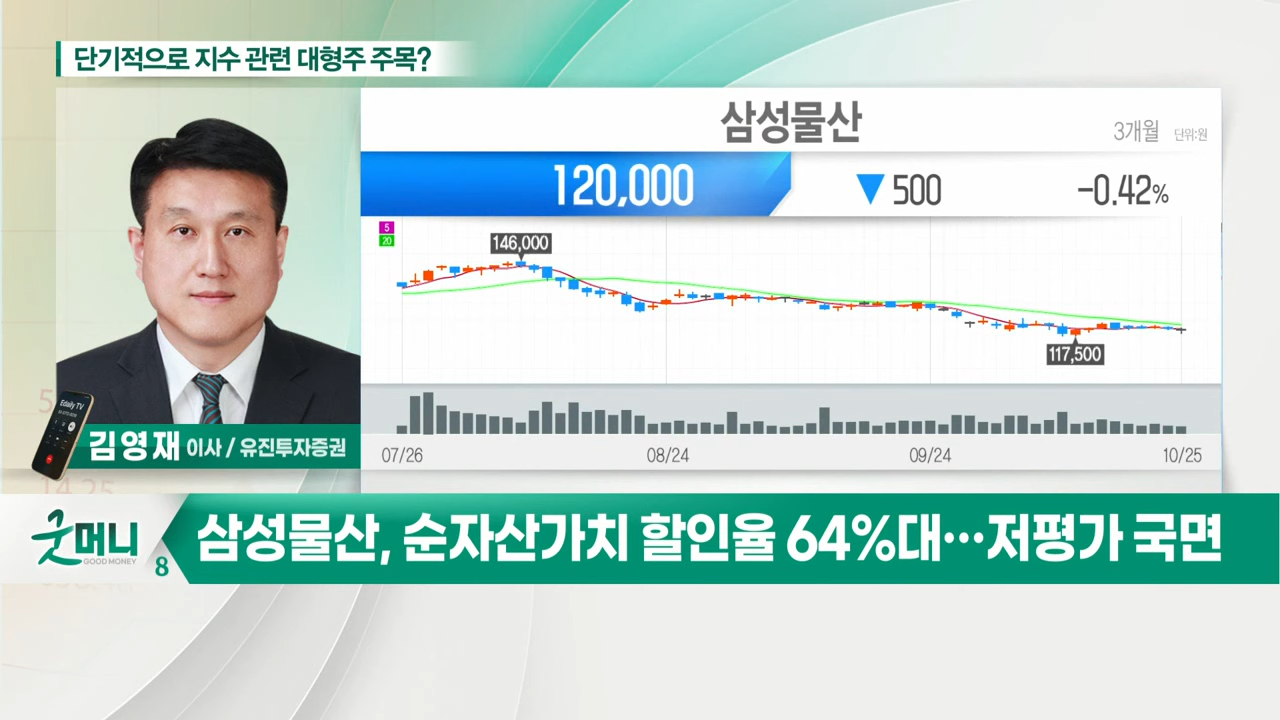 단기적으로 지수 관련 대형주 주목?
삼성물산
3개월 단위:원
120,000 ▼500 -0.42%
5
20
146,000
117,500
07/26 08/24 09/24 10/25
Edaily TV
김영재 이사 / 유진투자증권
굿머니
GOOD MONEY
8
삼성물산, 순자산가치 할인율 64%대…저평가 국면